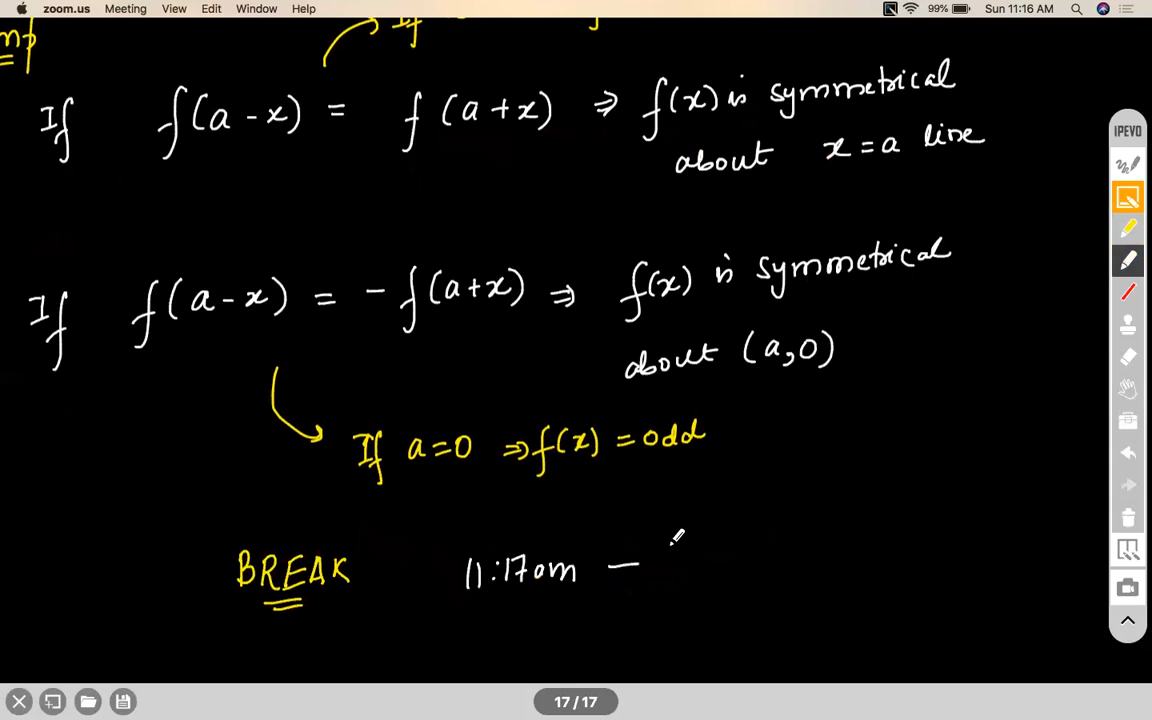 zoom.us Meeting View Edit Window Help 99% Sun 11:16 AM
If
If f(a - x) = f(a + x) ⇒ f(x) is symmetrical
about x = a line
If f(a - x) = - f(a + x) ⇒ f(x) is symmetrical
about (a, 0)
If a = 0 ⇒ f(x) = odd
BREAK 11:17am —
IPEVO
17 / 17